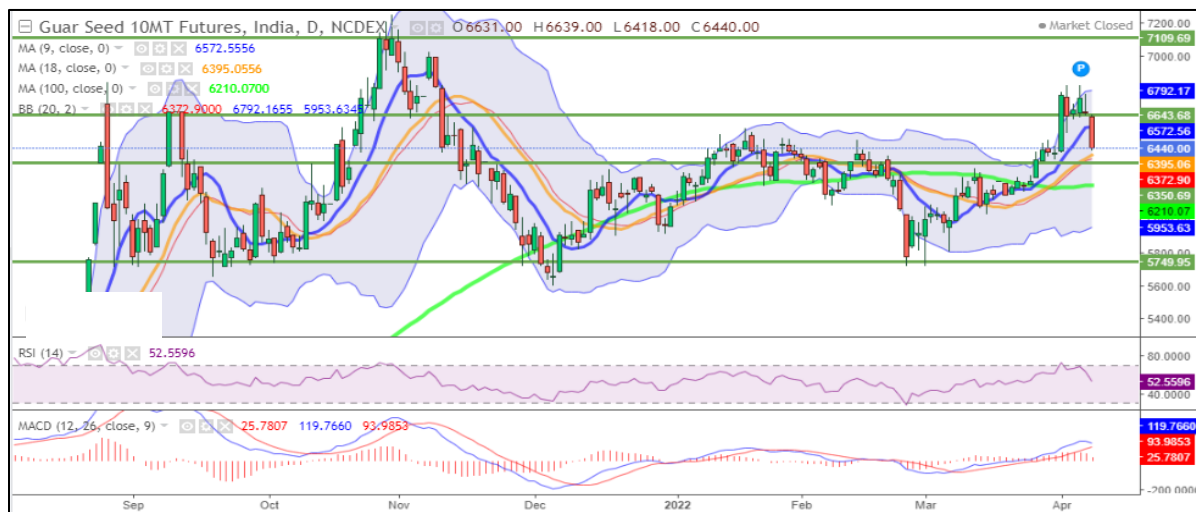 Guar Seed 10MT Futures, India, D, NCDEX O6631.00 H6639.00 L6418.00 C6440.00
Market Closed
MA (9, close, 0) 6572.5556
MA (18, close, 0) 6395.0556
MA (100, close, 0) 6210.0700
BB (20, 2) 6372.9000 6792.1655 5953.6345
P
7200.00
7109.69
7000.00
6792.17
6643.68
6572.56
6440.00
6395.06
6372.90
6350.69
6210.07
5953.63
5800.00
5749.95
5600.00
5400.00
RSI (14) 52.5596
80.0000
52.5596
40.0000
MACD (12, 26, close, 9) 25.7807 119.7660 93.9853
119.7660
93.9853
25.7807
-200.0000
Sep Oct Nov Dec 2022 Feb Mar Apr